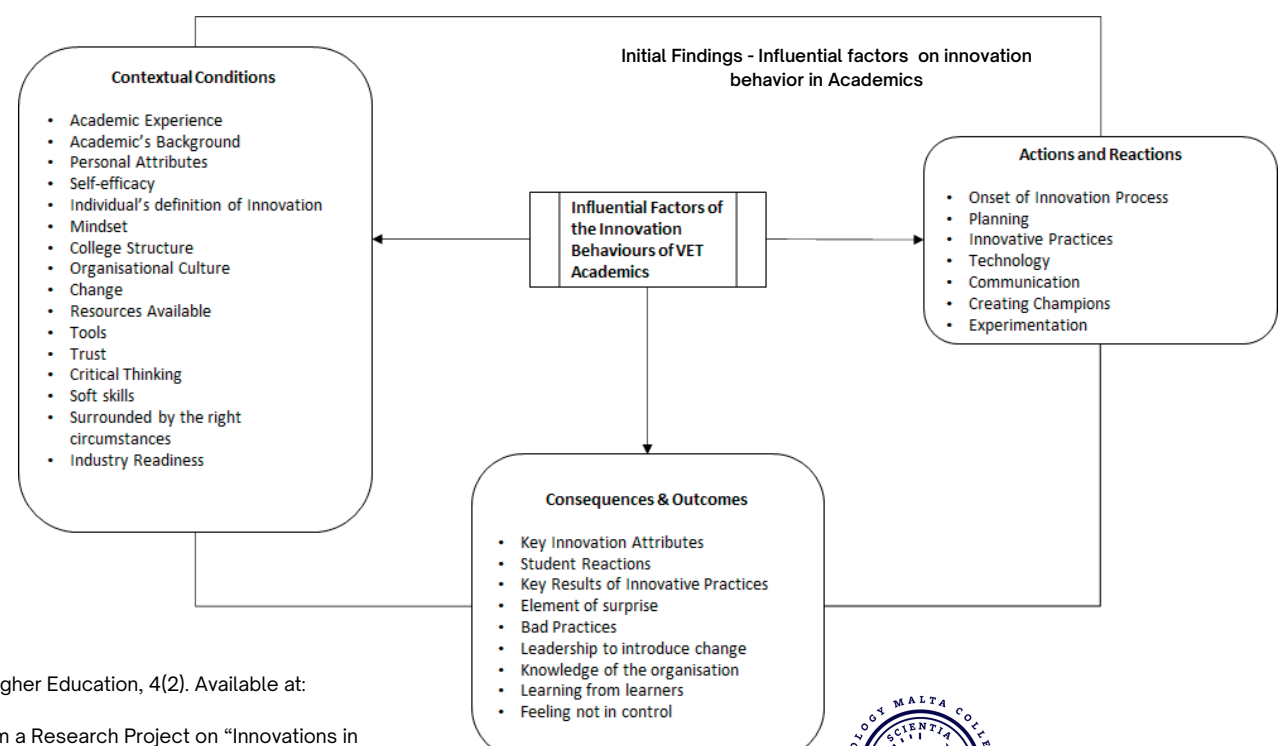 Initial Findings - Influential factors on innovation
behavior in Academics
Contextual Conditions
• Academic Experience
• Academic's Background
• Personal Attributes
• Self-efficacy
• Individual's definition of Innovation
• Mindset
• College Structure
• Organisational Culture
• Change
• Resources Available
• Tools
• Trust
• Critical Thinking
• Soft skills
• Surrounded by the right
circumstances
• Industry Readiness
Influential Factors of
the Innovation
Behaviours of VET
Academics
Actions and Reactions
• Onset of Innovation Process
• Planning
• Innovative Practices
• Technology
• Communication
• Creating Champions
• Experimentation
Consequences & Outcomes
• Key Innovation Attributes
• Student Reactions
• Key Results of Innovative Practices
• Element of surprise
• Bad Practices
• Leadership to introduce change
• Knowledge of the organisation
• Learning from learners
• Feeling not in control
gher Education, 4(2). Available at:
m a Research Project on “Innovations in
OLOGY MALTA COLLE
SCIENTIA